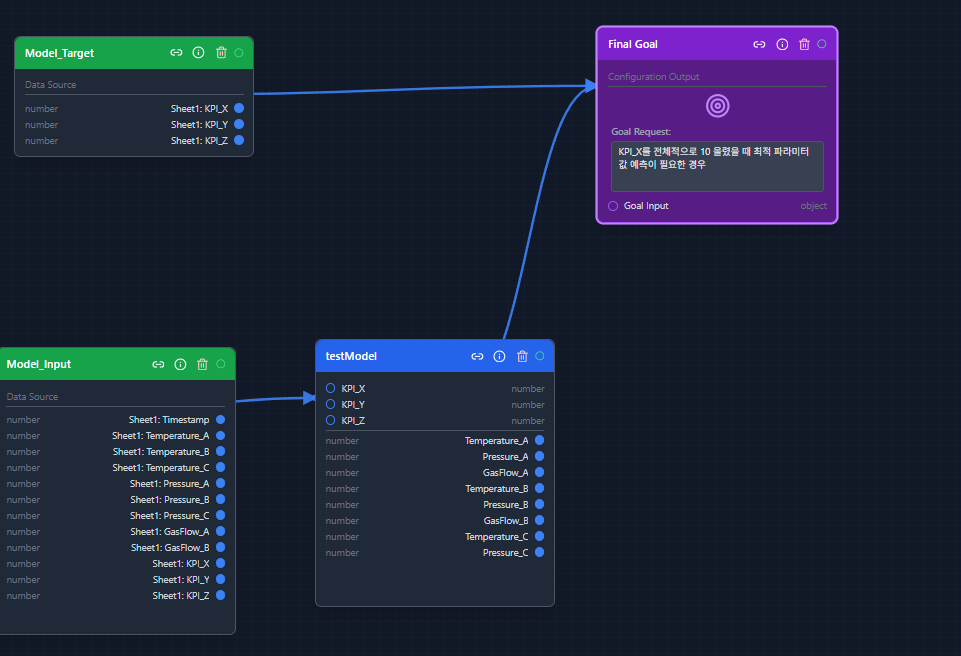 Model_Target
Data Source
number Sheet1: KPI_X
number Sheet1: KPI_Y
number Sheet1: KPI_Z
Final Goal
Configuration Output
Goal Request:
KPI_X를 전체적으로 10 올렸을 때 최적 파라미터
값 예측이 필요한 경우
Goal Input object
Model_Input
Data Source
number Sheet1: Timestamp
number Sheet1: Temperature_A
number Sheet1: Temperature_B
number Sheet1: Temperature_C
number Sheet1: Pressure_A
number Sheet1: Pressure_B
number Sheet1: Pressure_C
number Sheet1: GasFlow_A
number Sheet1: GasFlow_B
number Sheet1: KPI_X
number Sheet1: KPI_Y
number Sheet1: KPI_Z
testModel
KPI_X number
KPI_Y number
KPI_Z number
number Temperature_A
number Pressure_A
number GasFlow_A
number Temperature_B
number Pressure_B
number GasFlow_B
number Temperature_C
number Pressure_C